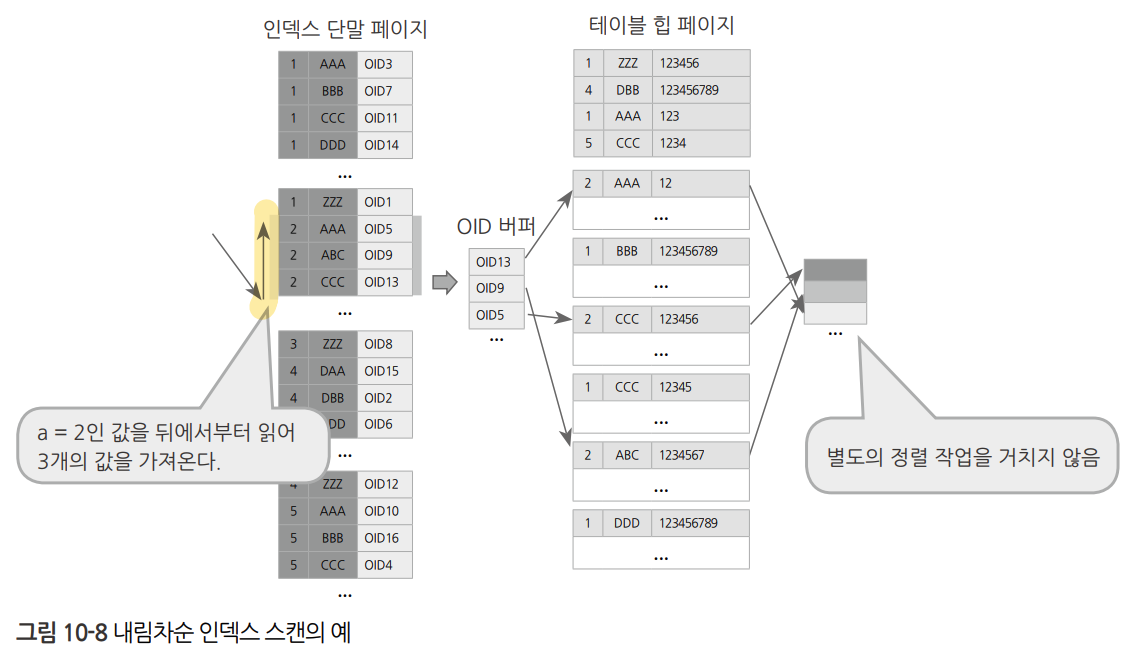 인덱스 단말 페이지
1 AAA OID3
1 BBB OID7
1 CCC OID11
1 DDD OID14
...
1 ZZZ OID1
2 AAA OID5
2 ABC OID9
2 CCC OID13
...
3 ZZZ OID8
4 DAA OID15
4 DBB OID2
DD OID6
...
4 ZZZ OID12
5 AAA OID10
5 BBB OID16
5 CCC OID4
...
a = 2인 값을 뒤에서부터 읽어
3개의 값을 가져온다.
OID 버퍼
OID13
OID9
OID5
...
테이블 힙 페이지
1 ZZZ 123456
4 DBB 123456789
1 AAA 123
5 CCC 1234
2 AAA 12
...
1 BBB 123456789
...
2 CCC 123456
...
1 CCC 12345
...
2 ABC 1234567
...
1 DDD 123456789
...
...
별도의 정렬 작업을 거치지 않음
그림 10-8 내림차순 인덱스 스캔의 예